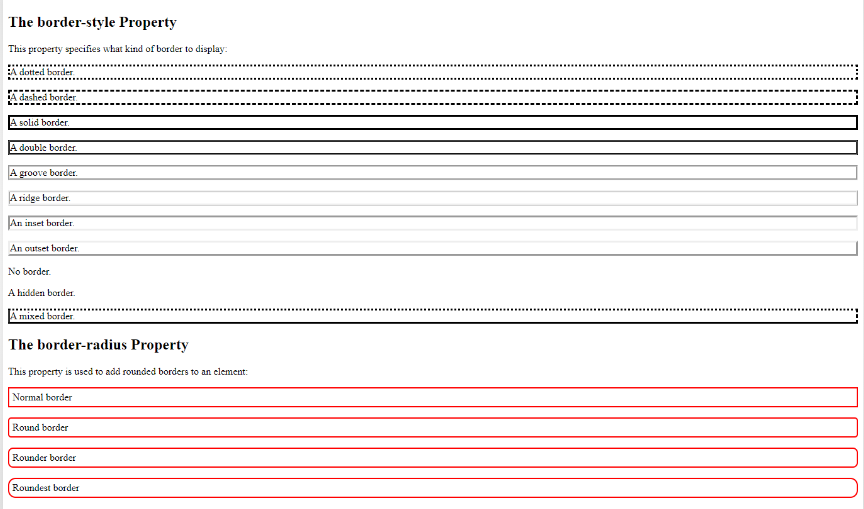 The border-style Property
This property specifies what kind of border to display:
A dotted border.
A dashed border.
A solid border.
A double border.
A groove border.
A ridge border.
An inset border.
An outset border.
No border.
A hidden border.
A mixed border.
The border-radius Property
This property is used to add rounded borders to an element:
Normal border
Round border
Rounder border
Roundest border